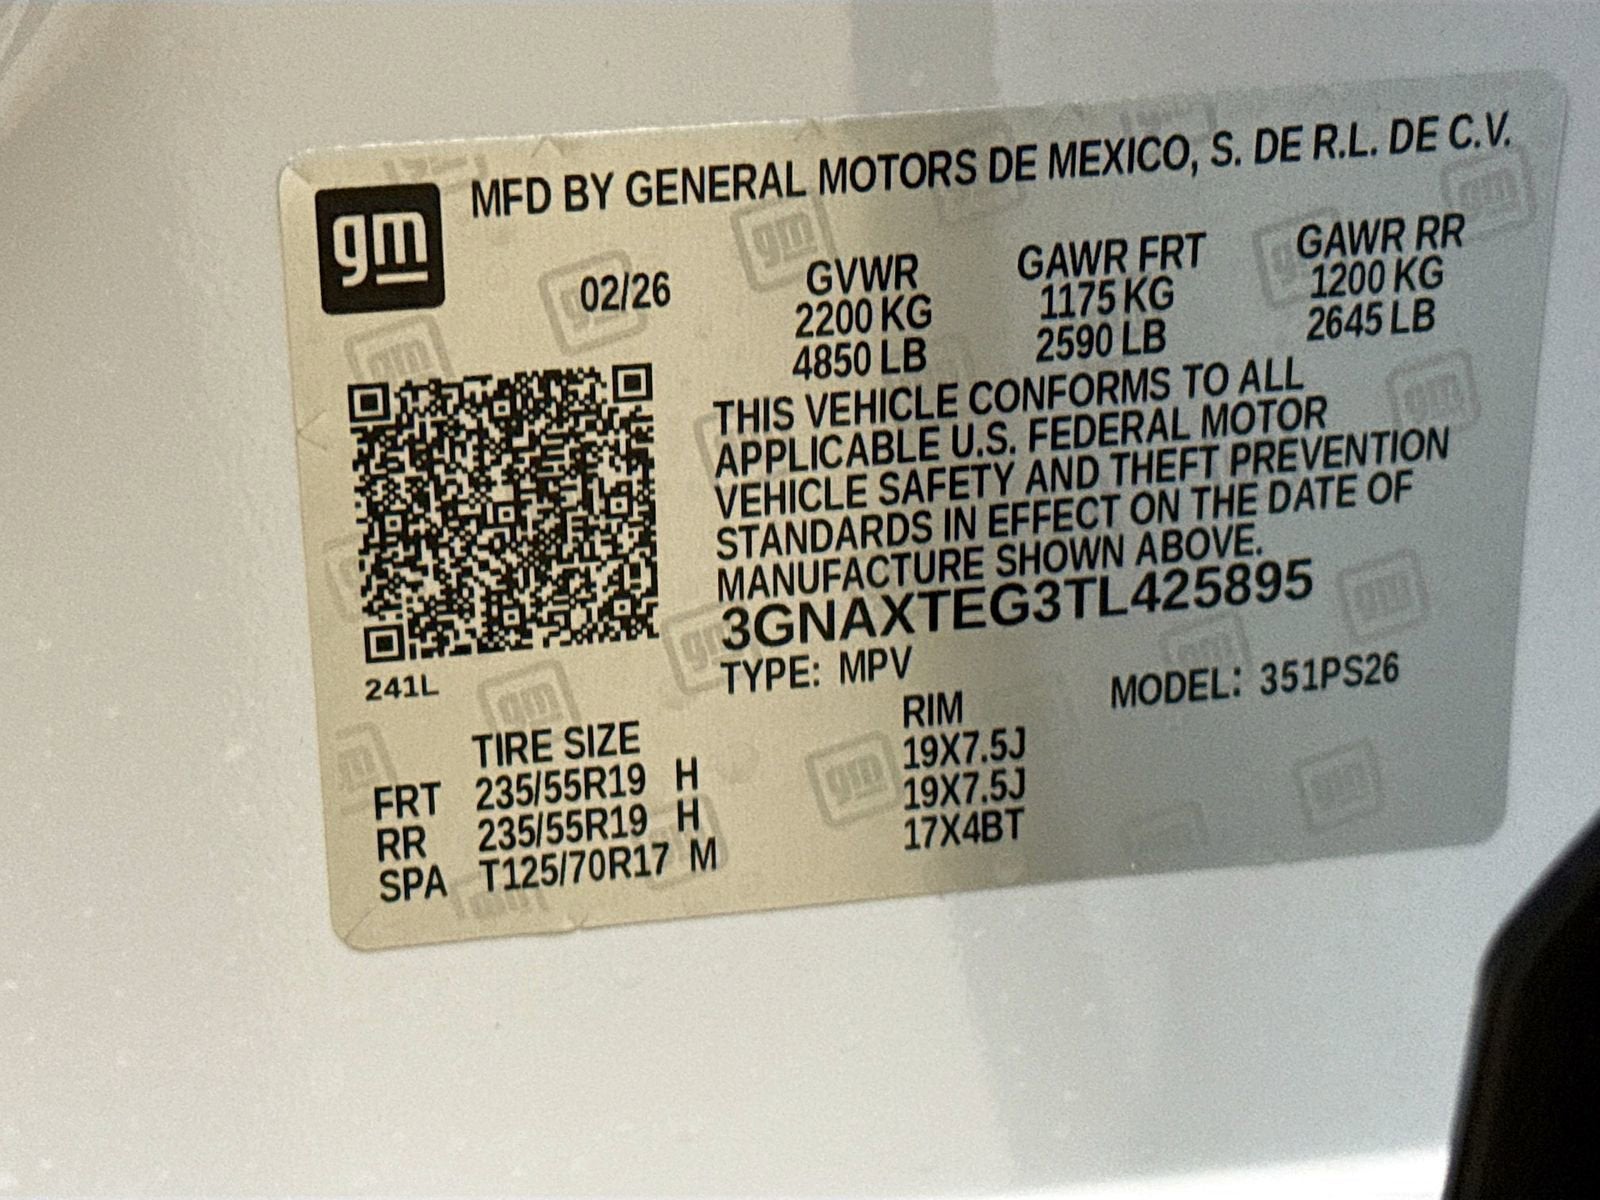 gm
MFD BY GENERAL MOTORS DE MEXICO, S. DE R.L. DE C.V.
02/26 GVWR GAWR FRT GAWR RR
2200 KG 1175 KG 1200 KG
4850 LB 2590 LB 2645 LB
THIS VEHICLE CONFORMS TO ALL
APPLICABLE U.S. FEDERAL MOTOR
VEHICLE SAFETY AND THEFT PREVENTION
STANDARDS IN EFFECT ON THE DATE OF
MANUFACTURE SHOWN ABOVE.
3GNAXTEG3TL425895
241L
TYPE: MPV MODEL: 351PS26
TIRE SIZE RIM
FRT 235/55R19 H 19X7.5J
RR 235/55R19 H 19X7.5J
SPA T125/70R17 M 17X4BT